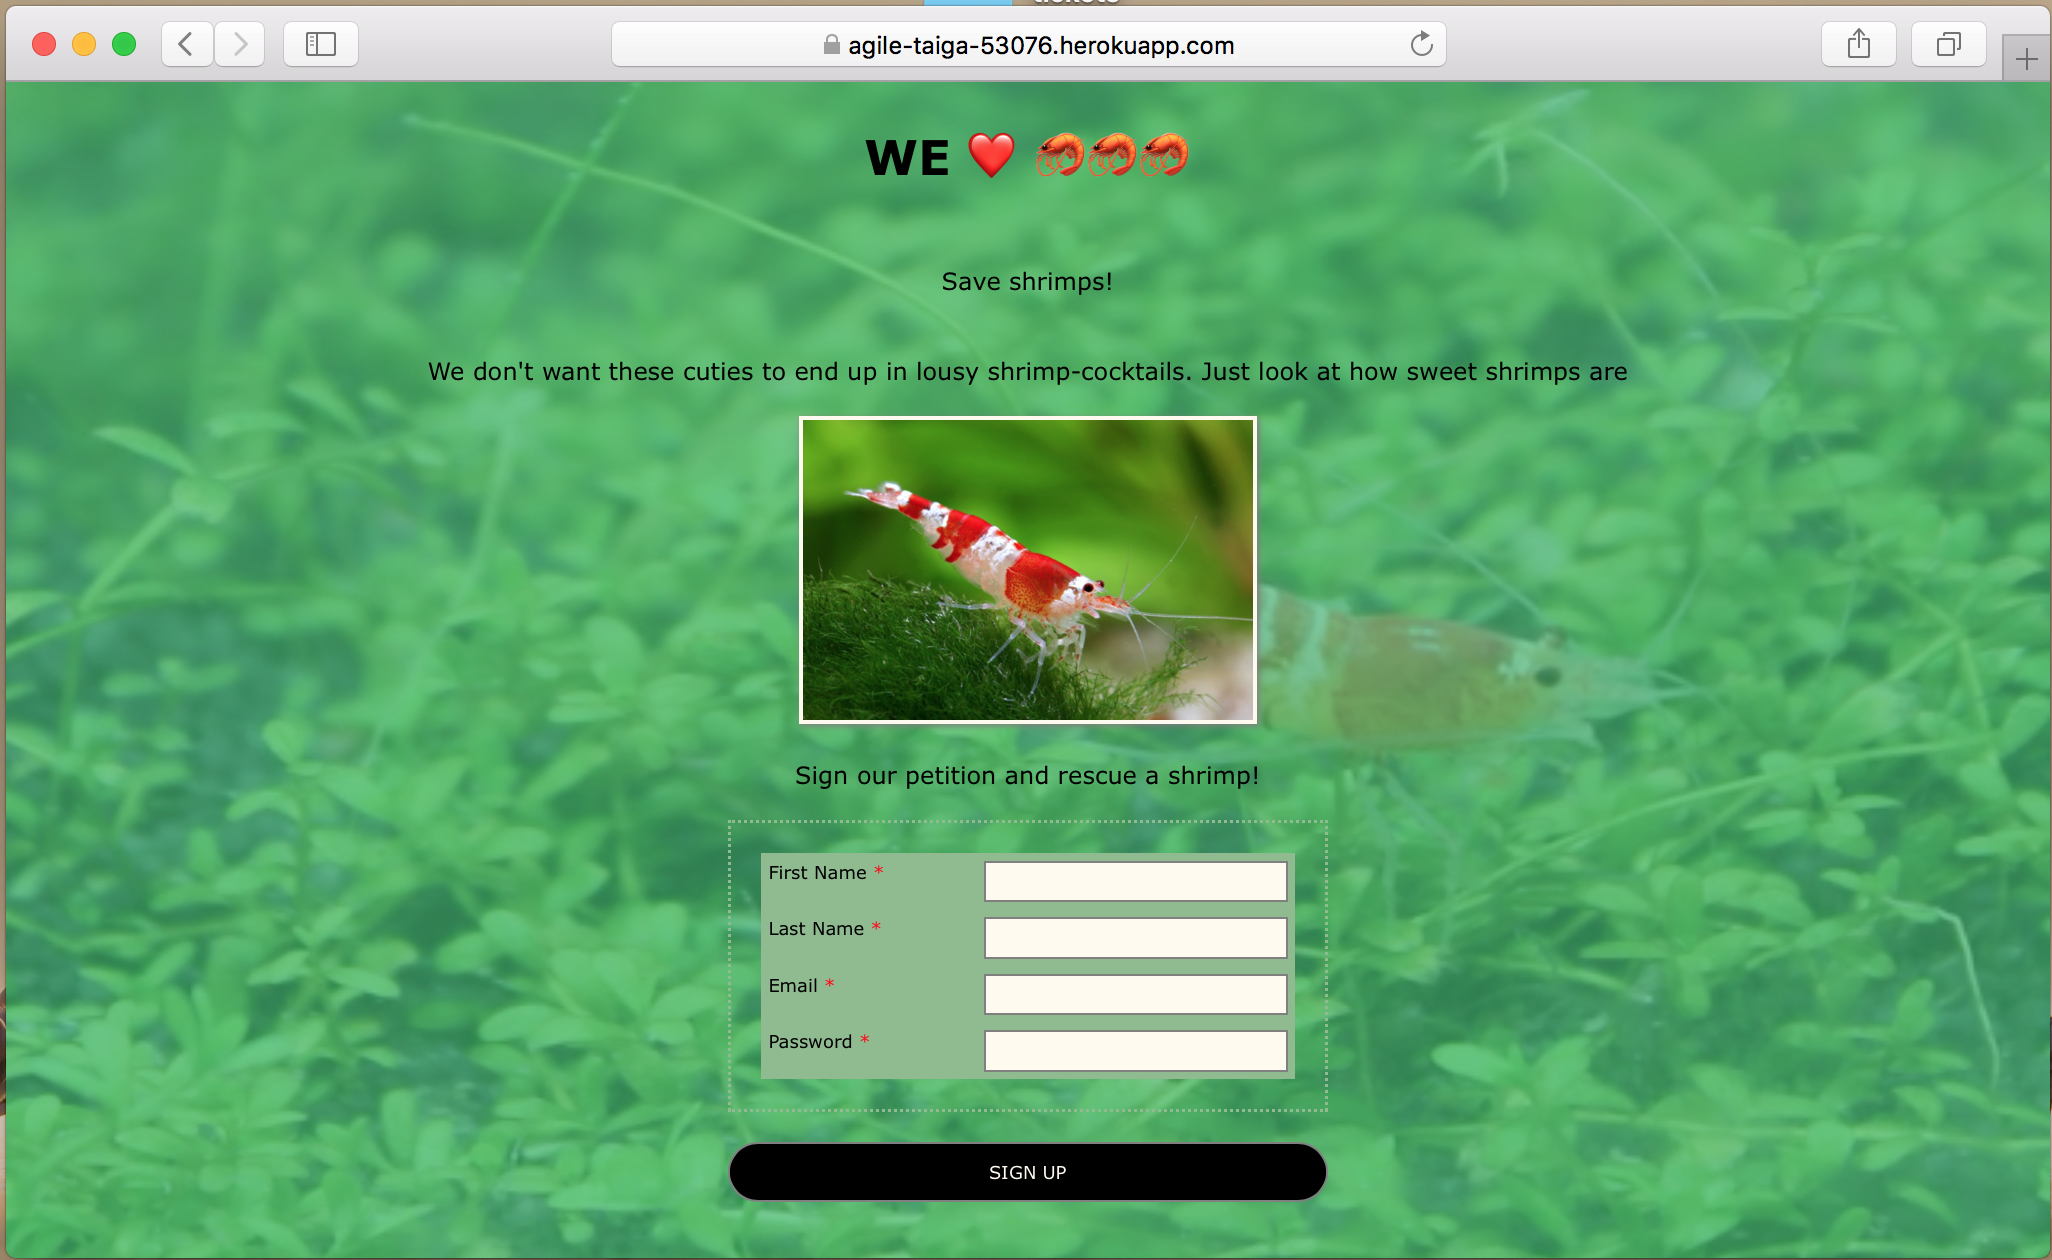 agile-taiga-53076.herokuapp.com
WE ❤️ 🦐🦐🦐
Save shrimps!
We don't want these cuties to end up in lousy shrimp-cocktails. Just look at how sweet shrimps are
Sign our petition and rescue a shrimp!
First Name *
Last Name *
Email *
Password *
SIGN UP